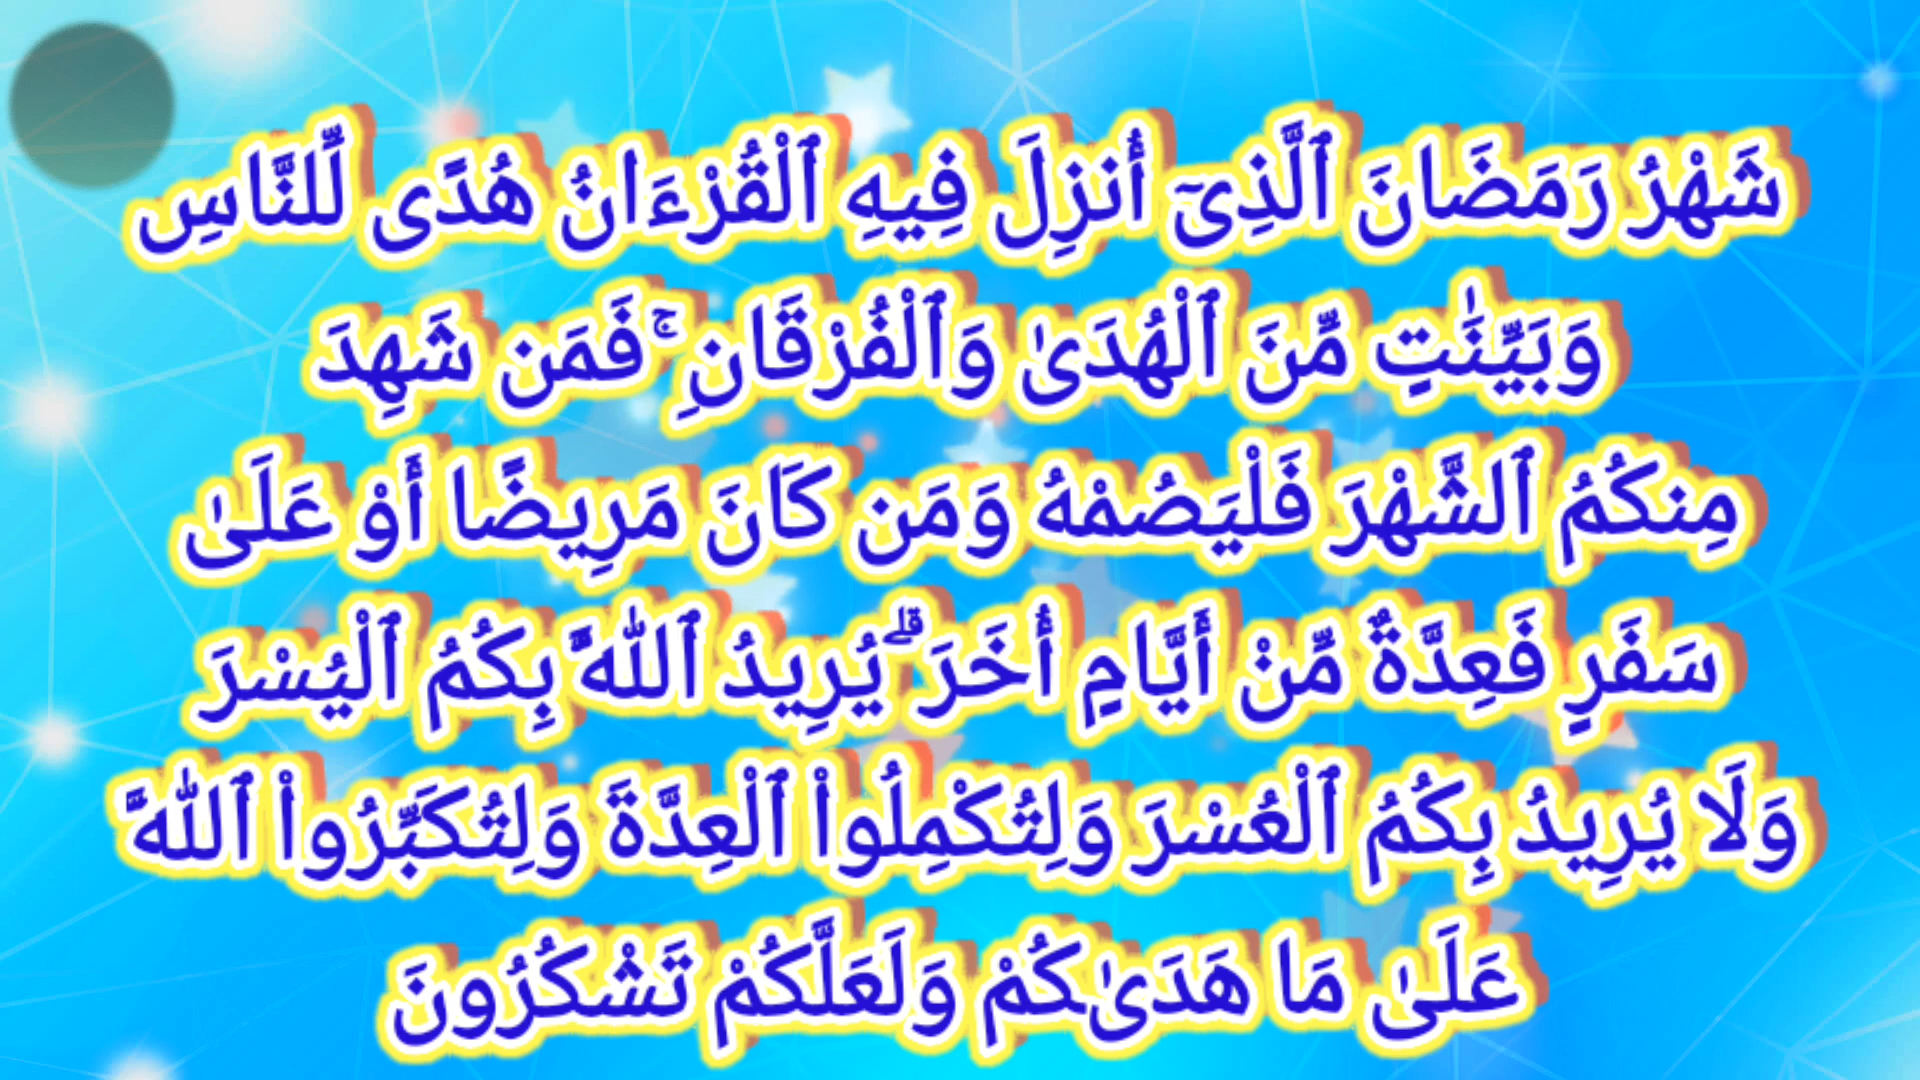 شَهْرُ رَمَضَانَ ٱلَّذِىٓ أُنزِلَ فِيهِ ٱلْقُرْءَانُ هُدًى لِّلنَّاسِ
وَبَيِّنَٰتٍ مِّنَ ٱلْهُدَىٰ وَٱلْفُرْقَانِ ۚ فَمَن شَهِدَ
مِنكُمُ ٱلشَّهْرَ فَلْيَصُمْهُ وَمَن كَانَ مَرِيضًا أَوْ عَلَىٰ
سَفَرٍ فَعِدَّةٌ مِّنْ أَيَّامٍ أُخَرَ ۗ يُرِيدُ ٱللَّهُ بِكُمُ ٱلْيُسْرَ
وَلَا يُرِيدُ بِكُمُ ٱلْعُسْرَ وَلِتُكْمِلُوا۟ ٱلْعِدَّةَ وَلِتُكَبِّرُوا۟ ٱللَّهَ
عَلَىٰ مَا هَدَىٰكُمْ وَلَعَلَّكُمْ تَشْكُرُونَ